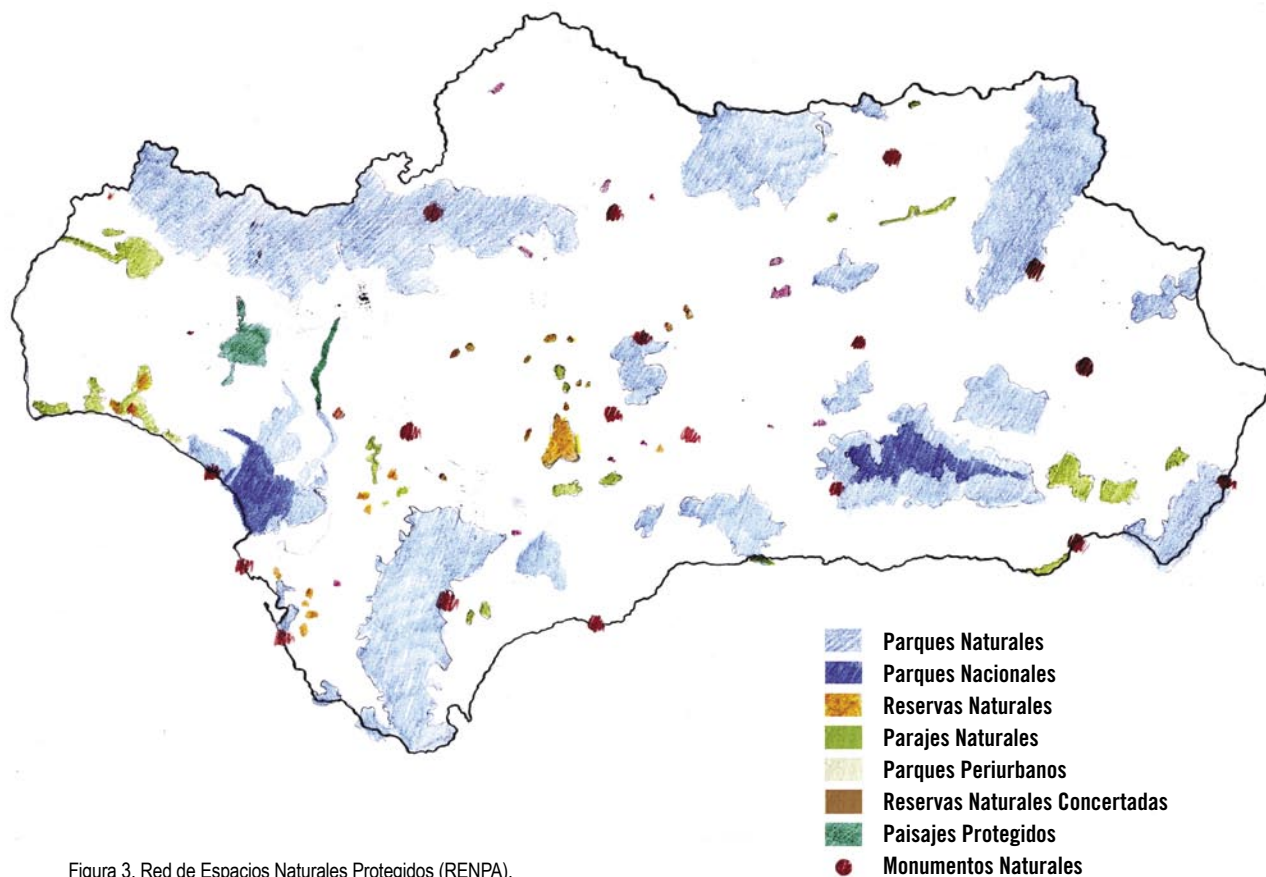 Parques Naturales
Parques Nacionales
Reservas Naturales
Parajes Naturales
Parques Periurbanos
Reservas Naturales Concertadas
Paisajes Protegidos
Monumentos Naturales
Figura 3. Red de Espacios Naturales Protegidos (RENPA).